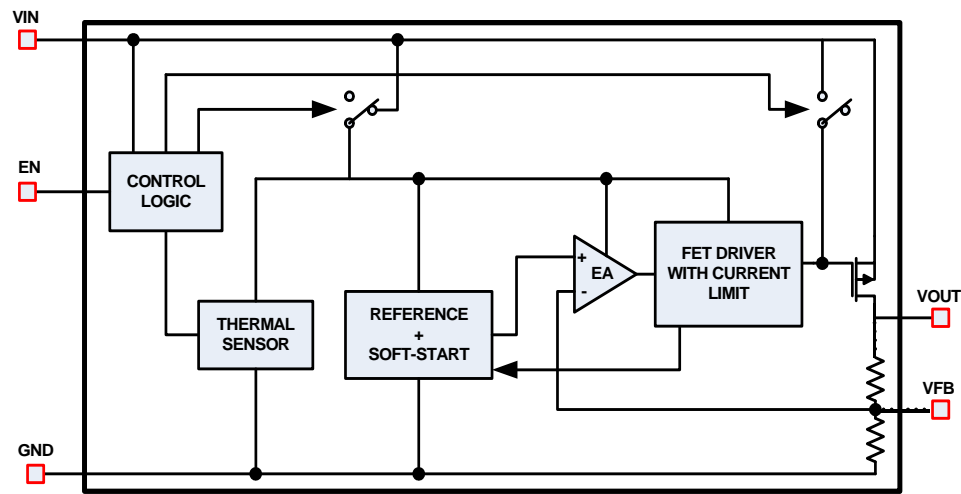 VIN
EN
CONTROL
LOGIC
THERMAL
SENSOR
REFERENCE
+
SOFT-START
+
EA
-
FET DRIVER
WITH CURRENT
LIMIT
VOUT
VFB
GND